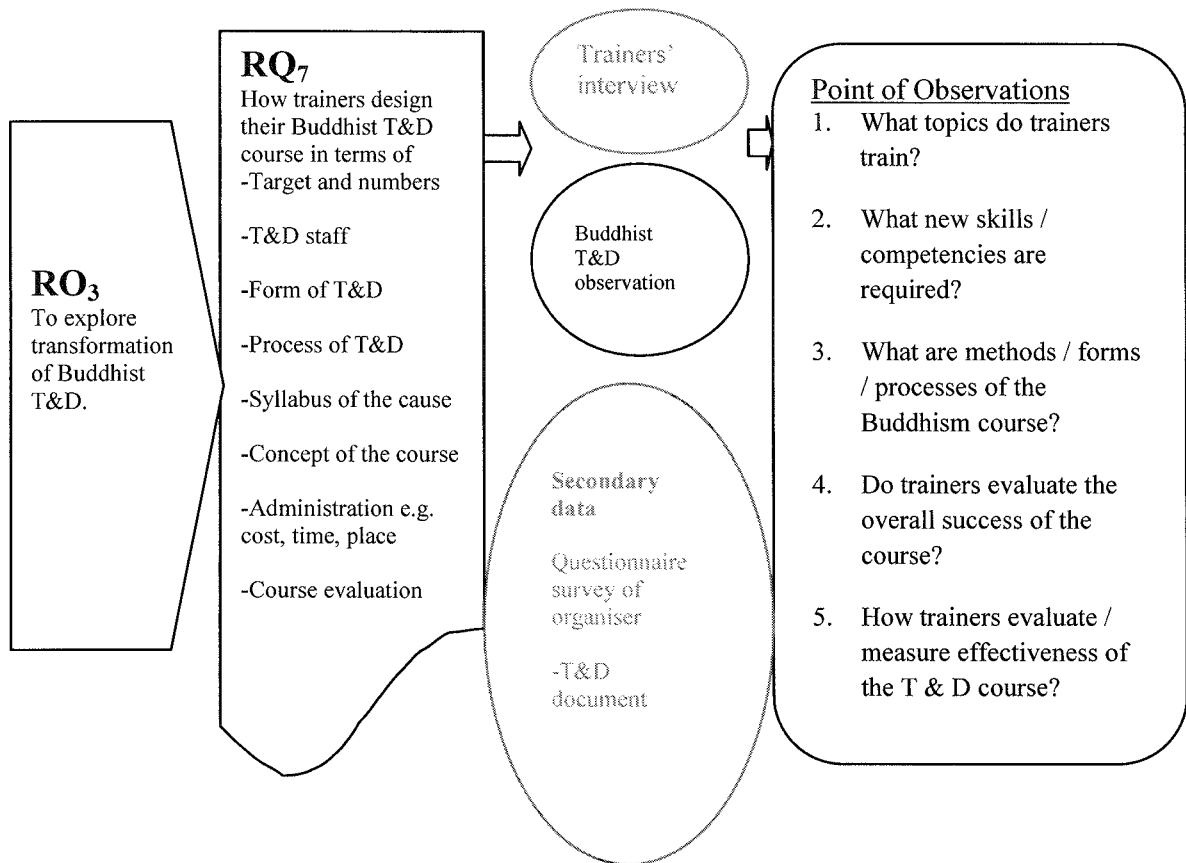 RO3
To explore
transformation
of Buddhist
T&D.
RQ7
How trainers design
their Buddhist T&D
course in terms of
-Target and numbers
-T&D staff
-Form of T&D
-Process of T&D
-Syllabus of the cause
-Concept of the course
-Administration e.g.
cost, time, place
-Course evaluation
Trainers'
interview
Buddhist
T&D
observation
Secondary
data
Questionnaire
survey of
organiser
-T&D
document
Point of Observations
1. What topics do trainers
train?
2. What new skills /
competencies are
required?
3. What are methods / forms
/ processes of the
Buddhism course?
4. Do trainers evaluate the
overall success of the
course?
5. How trainers evaluate /
measure effectiveness of
the T & D course?